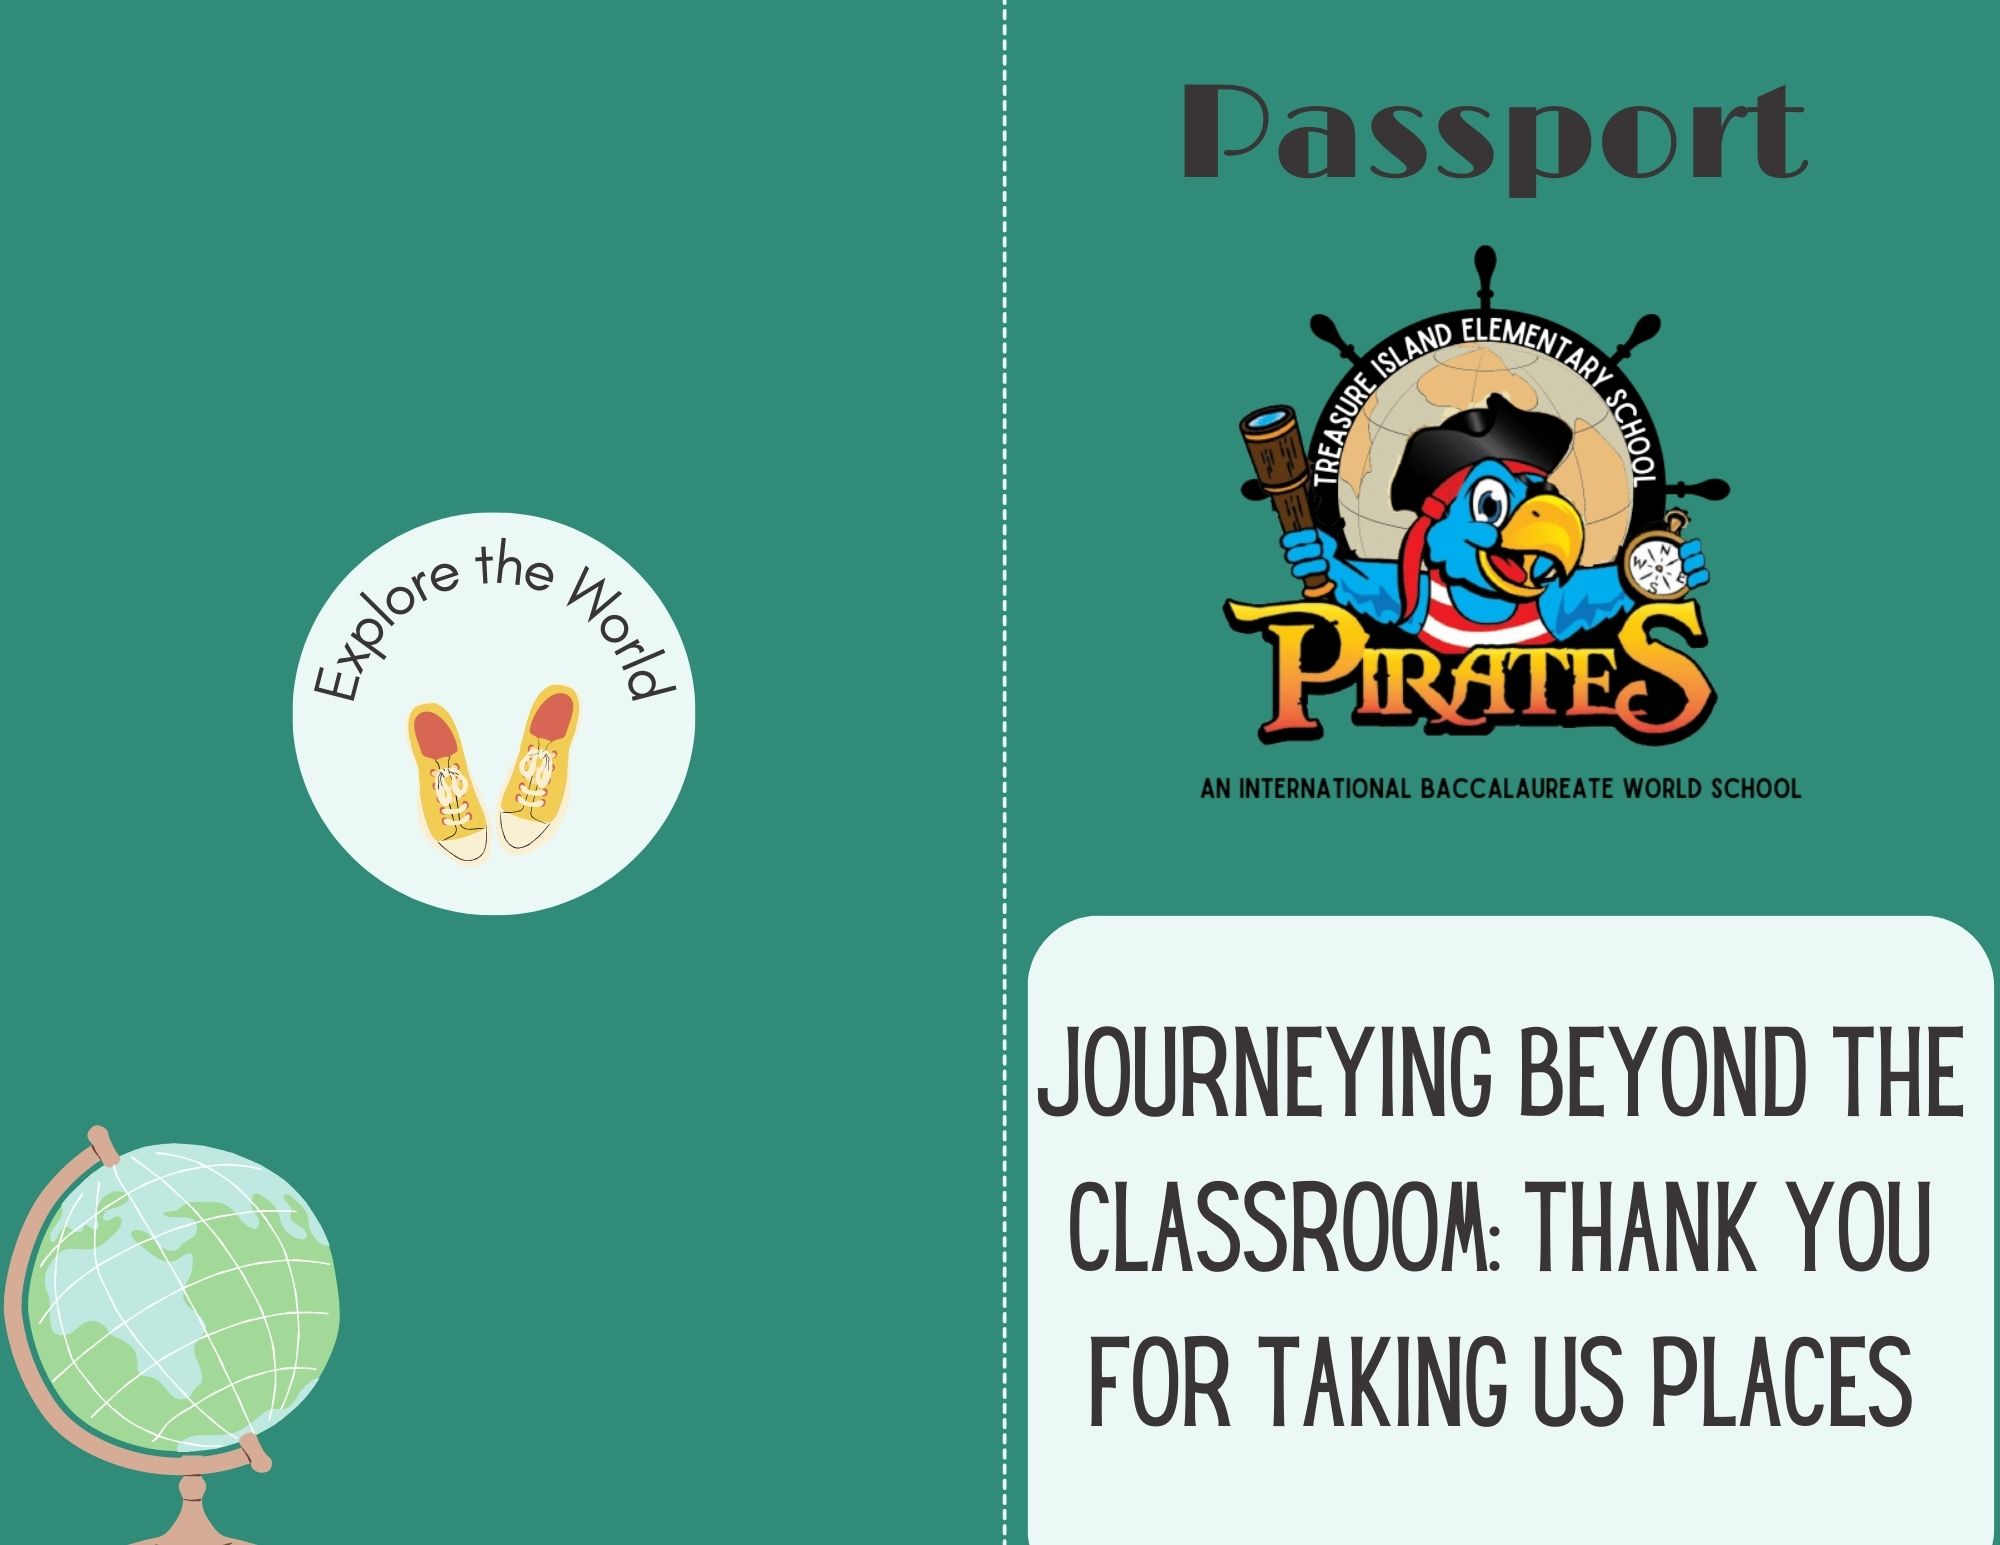 Explore the World
Passport
TREASURE ISLAND ELEMENTARY SCHOOL
N
W
E
S
PIRATES
AN INTERNATIONAL BACCALAUREATE WORLD SCHOOL
JOURNEYING BEYOND THE
CLASSROOM: THANK YOU
FOR TAKING US PLACES